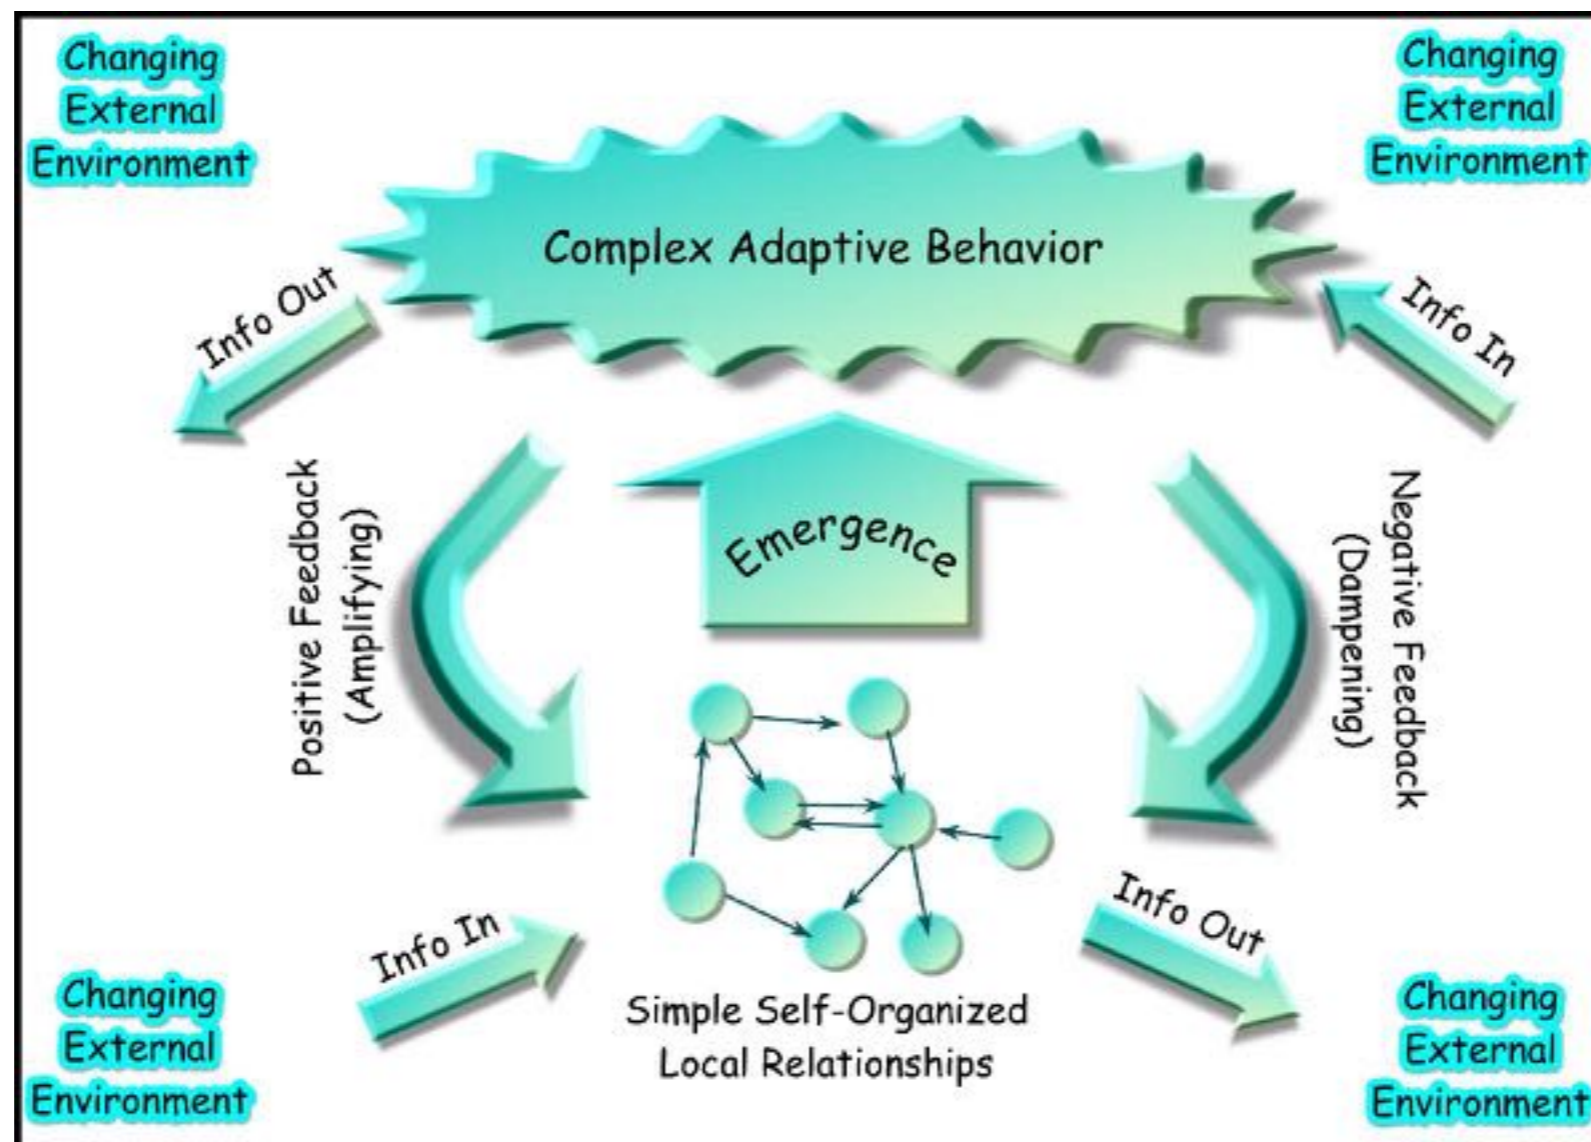 Changing
External
Environment
Changing
External
Environment
Complex Adaptive Behavior
Info Out
Info In
Positive Feedback
(Amplifying)
Emergence
Negative Feedback
(Dampening)
Info In
Info Out
Simple Self-Organized
Local Relationships
Changing
External
Environment
Changing
External
Environment